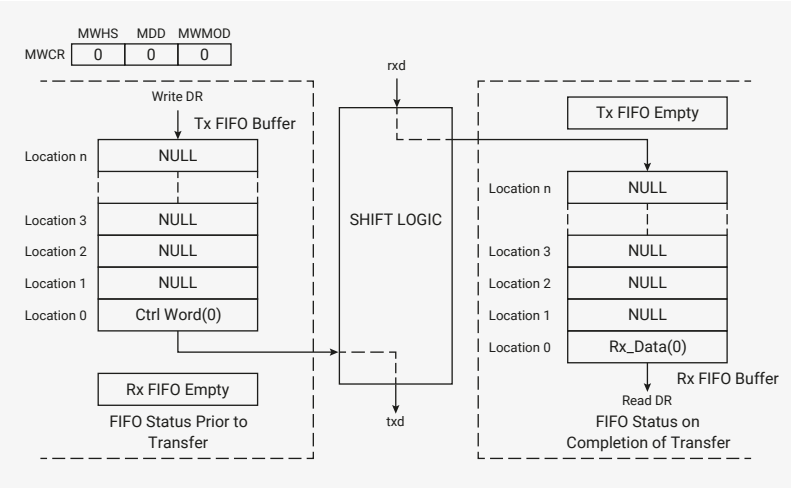 MWHS MDD MWMOD
MWCR 0 0 0
Write DR
Tx FIFO Buffer
Location n NULL
Location 3 NULL
Location 2 NULL
Location 1 NULL
Location 0 Ctrl Word(0)
Rx FIFO Empty
FIFO Status Prior to
Transfer
rxd
SHIFT LOGIC
txd
Tx FIFO Empty
Location n NULL
Location 3 NULL
Location 2 NULL
Location 1 NULL
Location 0 Rx_Data(0)
Rx FIFO Buffer
Read DR
FIFO Status on
Completion of Transfer